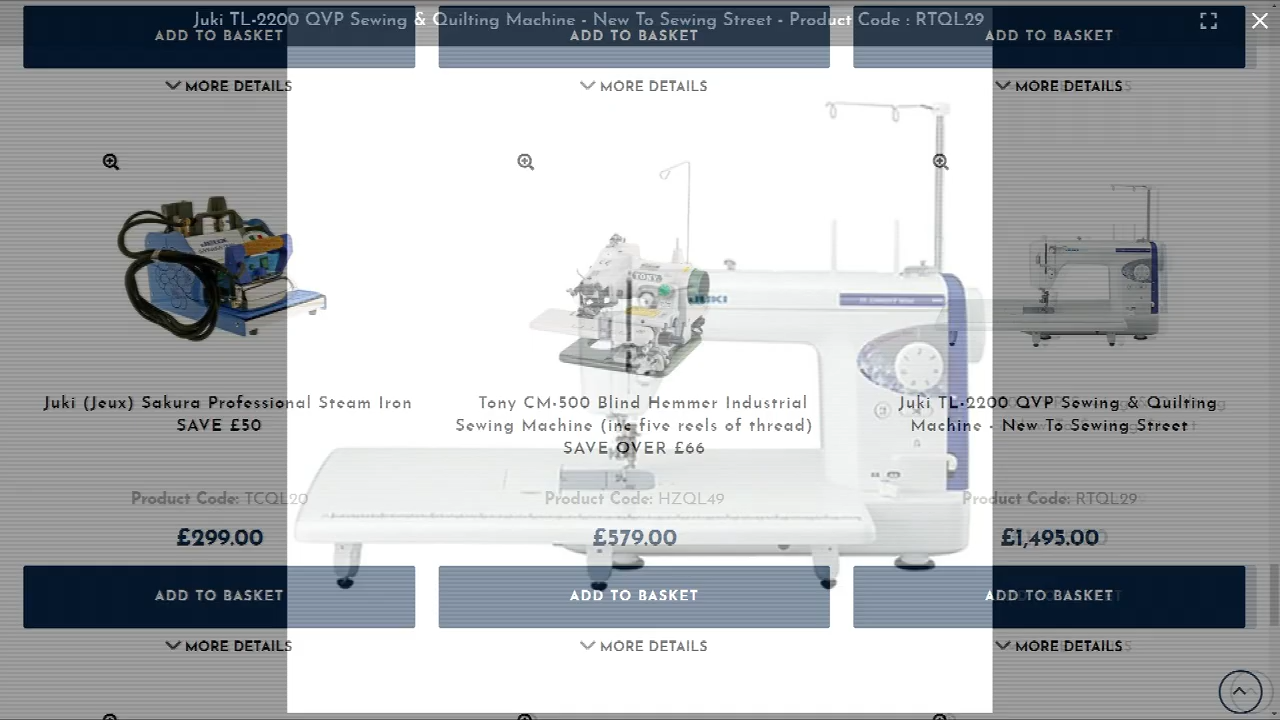 Juki TL-2200 QVP Sewing & Quilting Machine - New To Sewing Street - Product Code : RTQL29
ADD TO BASKET
ADD TO BASKET
ADD TO BASKET
MORE DETAILS
MORE DETAILS
MORE DETAILS
TONY
JUKI
Juki (Jeux) Sakura Professional Steam Iron
SAVE £50
Tony CM-500 Blind Hemmer Industrial
Sewing Machine (inc five reels of thread)
SAVE OVER £66
Juki TL-2200 QVP Sewing & Quilting
Machine - New To Sewing Street
Product Code: TCQL20
Product Code: HZQL49
Product Code: RTQL29
£299.00
£579.00
£1,495.00
ADD TO BASKET
ADD TO BASKET
ADD TO BASKET
MORE DETAILS
MORE DETAILS
MORE DETAILS